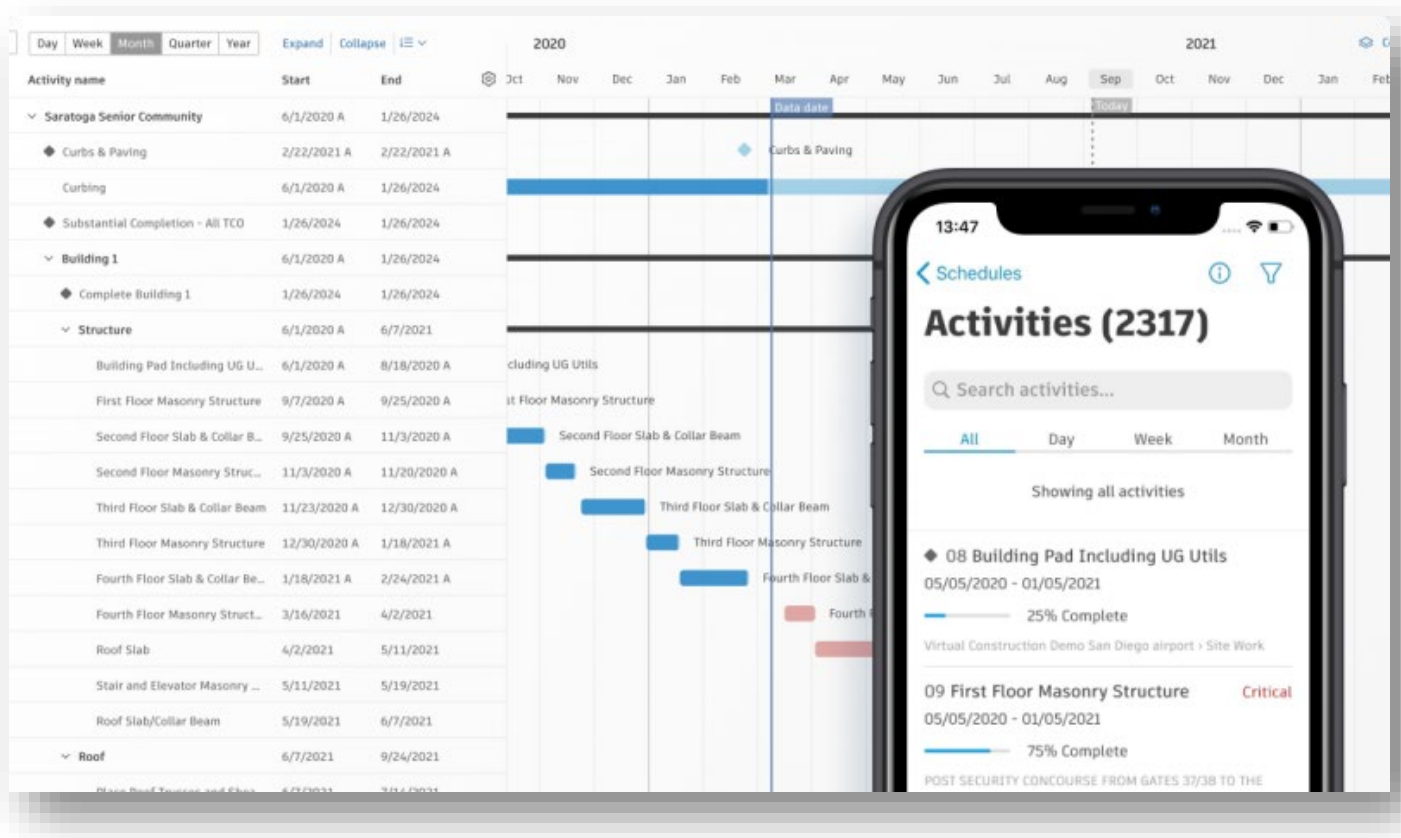 Day Week Month Quarter Year Expand Collapse 2020 2021
Activity name Start End Oct Nov Dec Jan Feb Mar Apr May Jun Jul Aug Sep Oct Nov Dec Jan Feb
Saratoga Senior Community 6/1/2020 A 1/26/2024 Data date Today
Curbs & Paving 2/22/2021 A 2/22/2021 A Curbs & Paving
Curbing 6/1/2020 A 1/26/2024
Substantial Completion - All TCO 1/26/2024 1/26/2024
Building 1 6/1/2020 A 1/26/2024
Complete Building 1 1/26/2024 1/26/2024
Structure 6/1/2020 A 6/7/2021
Building Pad Including UG U... 6/1/2020 A 8/18/2020 A cluding UG Utils
First Floor Masonry Structure 9/7/2020 A 9/25/2020 A st Floor Masonry Structure
Second Floor Slab & Collar B... 9/25/2020 A 11/3/2020 A Second Floor Slab & Collar Beam
Second Floor Masonry Struc... 11/3/2020 A 11/20/2020 A Second Floor Masonry Structure
Third Floor Slab & Collar Beam 11/23/2020 A 12/30/2020 A Third Floor Slab & Collar Beam
Third Floor Masonry Structure 12/30/2020 A 1/18/2021 A Third Floor Masonry Structure
Fourth Floor Slab & Collar Be... 1/18/2021 A 2/24/2021 A Fourth Floor Slab &
Fourth Floor Masonry Struct... 3/16/2021 4/2/2021 Fourth
Roof Slab 4/2/2021 5/11/2021
Stair and Elevator Masonry ... 5/11/2021 5/19/2021
Roof Slab/Collar Beam 5/19/2021 6/7/2021
Roof 6/7/2021 9/24/2021
13:47
Schedules
Activities (2317)
Search activities...
All Day Week Month
Showing all activities
08 Building Pad Including UG Utils
05/05/2020 - 01/05/2021
25% Complete
Virtual Construction Demo San Diego airport › Site Work
09 First Floor Masonry Structure Critical
05/05/2020 - 01/05/2021
75% Complete
POST SECURITY CONCOURSE FROM GATES 37/38 TO THE